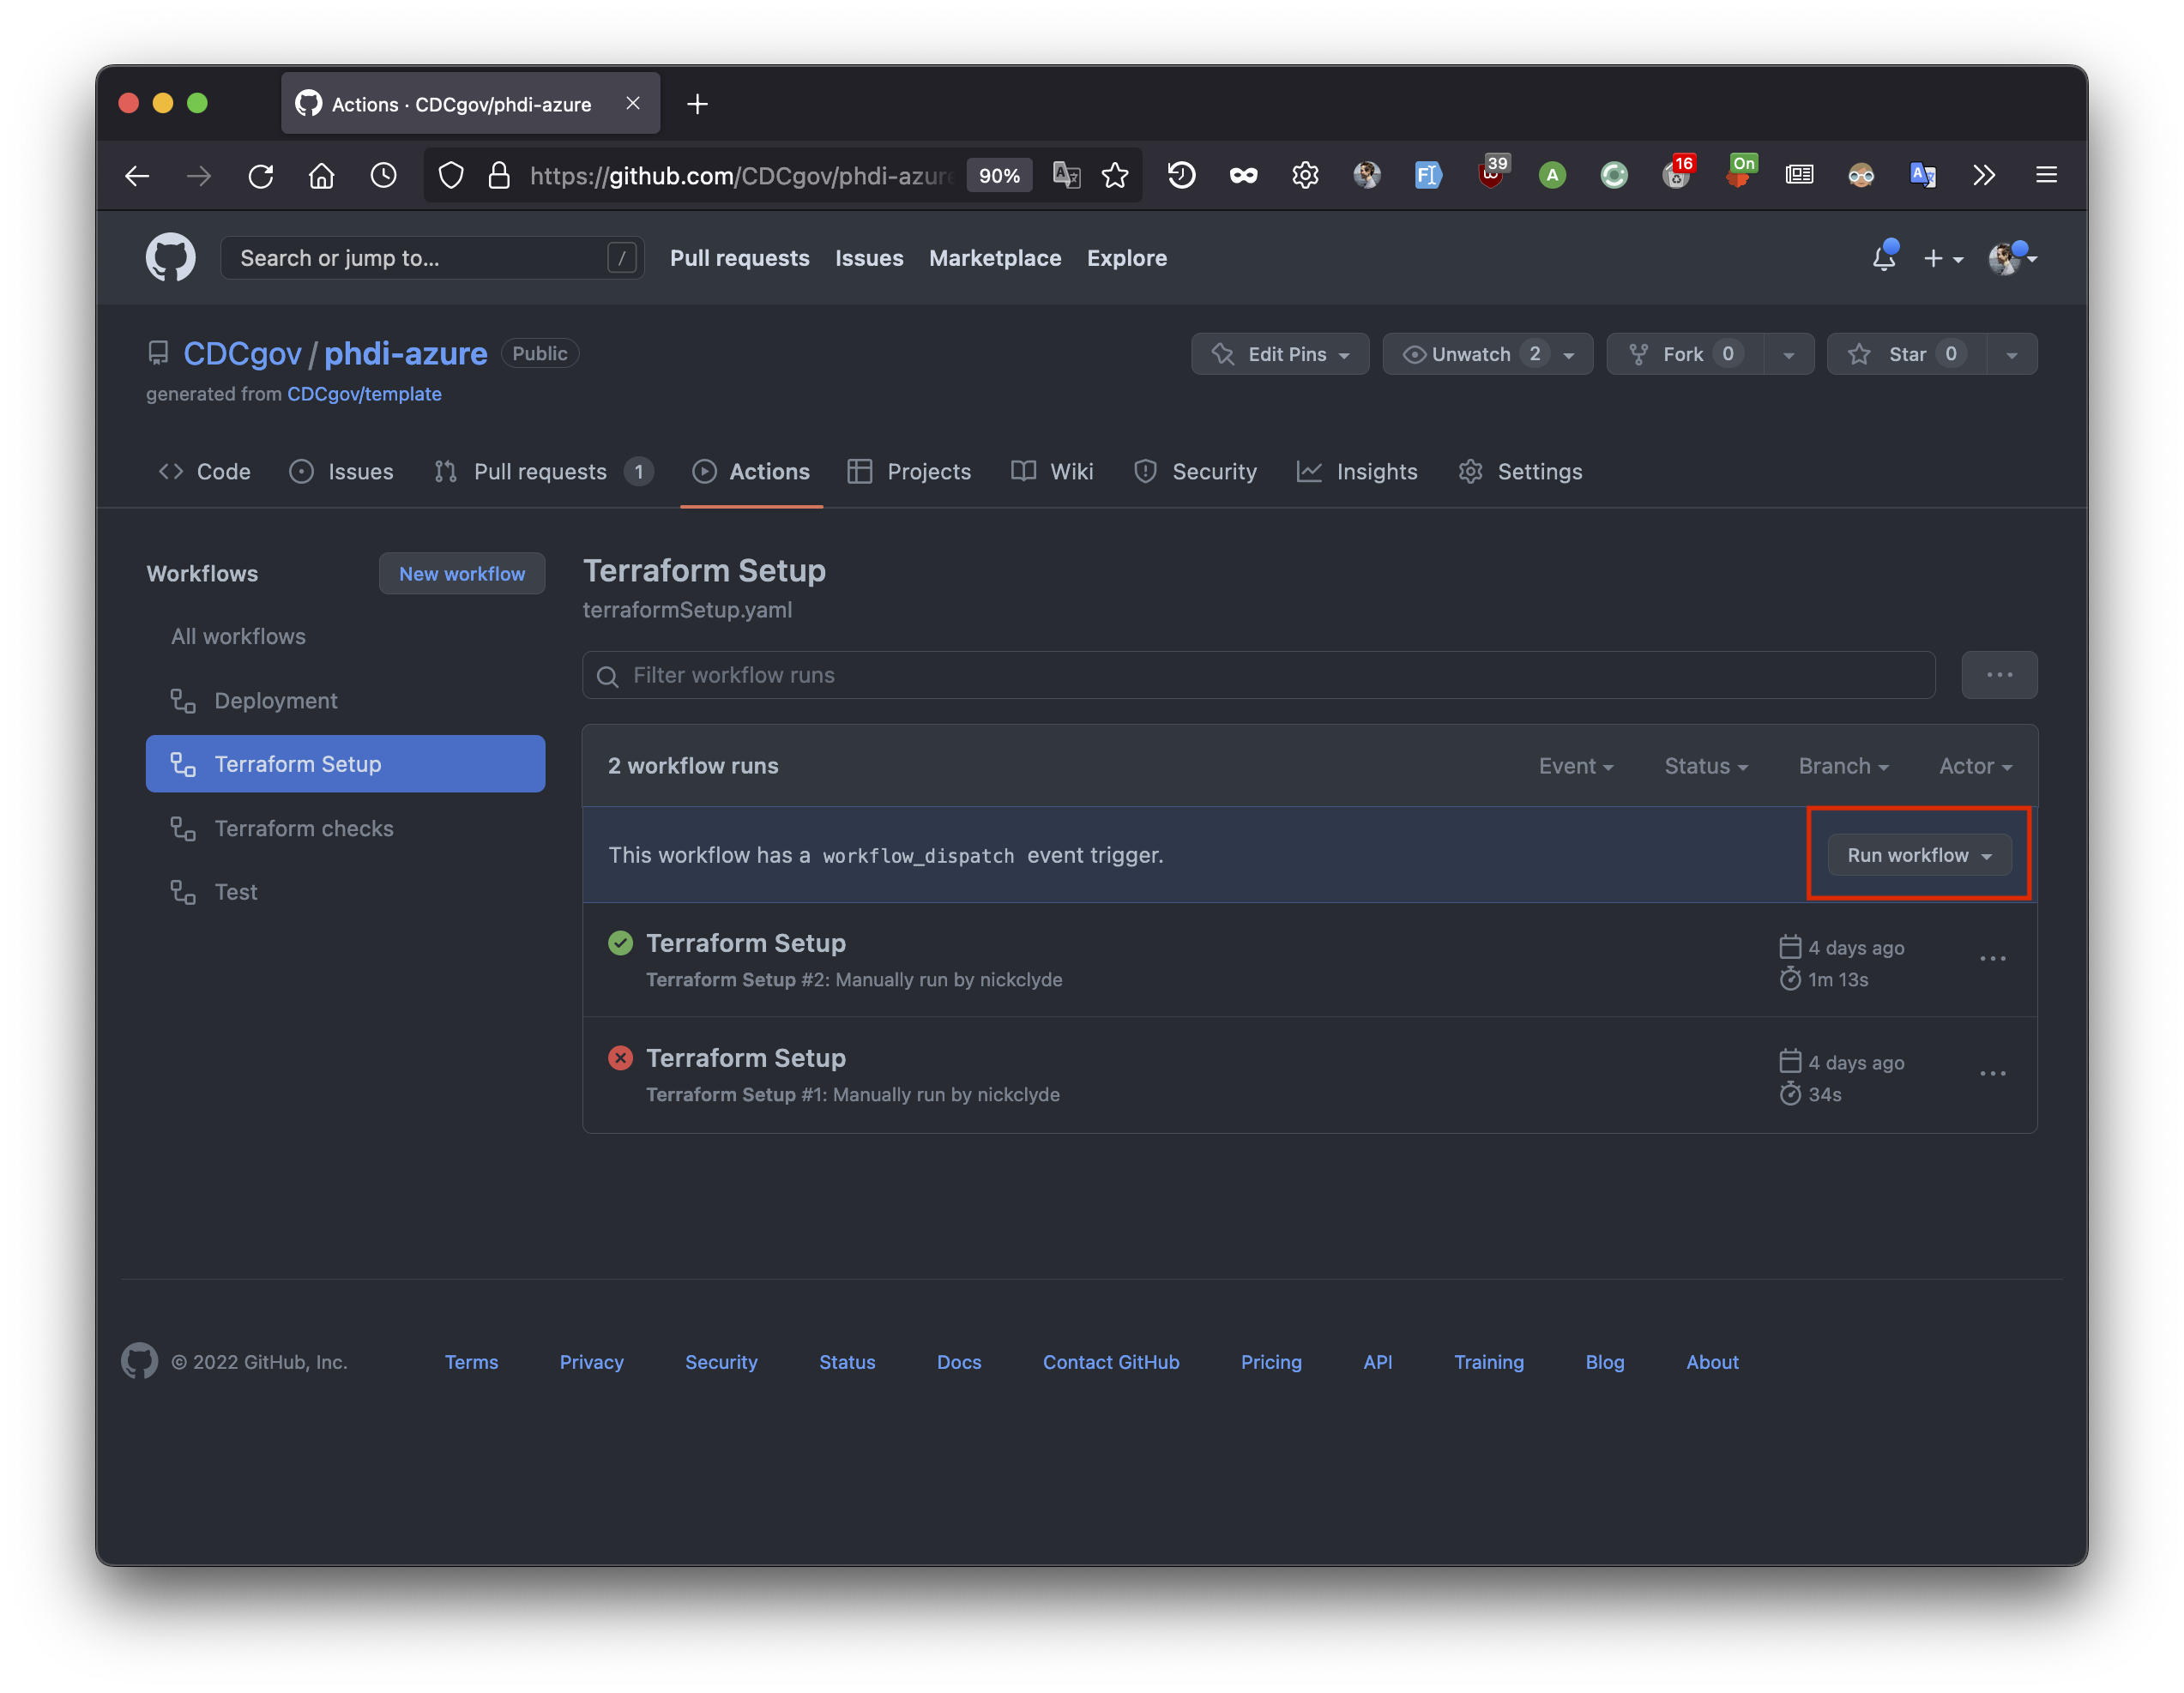 Actions · CDCgov/phdi-azure
https://github.com/CDCgov/phdi-azure 90% 39 A 16 On
Search or jump to... / Pull requests Issues Marketplace Explore
CDCgov / phdi-azure Public Edit Pins Unwatch 2 Fork 0 Star 0
generated from CDCgov/template
Code Issues Pull requests 1 Actions Projects Wiki Security Insights Settings
Workflows New workflow
All workflows
Deployment
Terraform Setup
Terraform checks
Test
Terraform Setup
terraformSetup.yaml
Filter workflow runs
2 workflow runs Event Status Branch Actor
This workflow has a workflow_dispatch event trigger. Run workflow
Terraform Setup 4 days ago
Terraform Setup #2: Manually run by nickclyde 1m 13s
Terraform Setup 4 days ago
Terraform Setup #1: Manually run by nickclyde 34s
© 2022 GitHub, Inc. Terms Privacy Security Status Docs Contact GitHub Pricing API Training Blog About